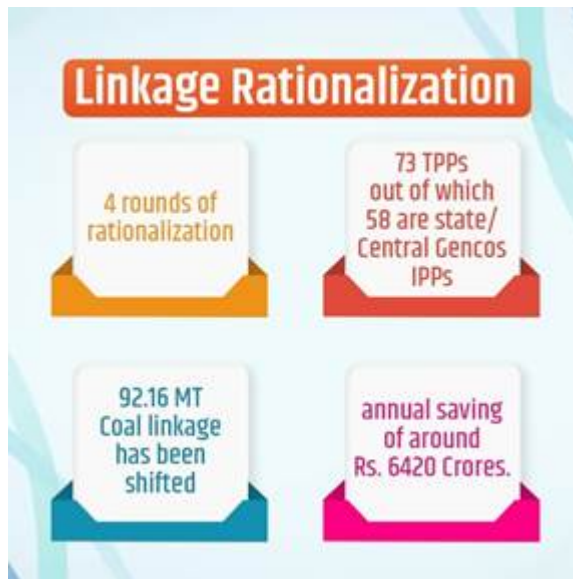 Linkage Rationalization
4 rounds of
rationalization
73 TPPs
out of which
58 are state/
Central Gencos
IPPs
92.16 MT
Coal linkage
has been
shifted
annual saving
of around
Rs. 6420 Crores.